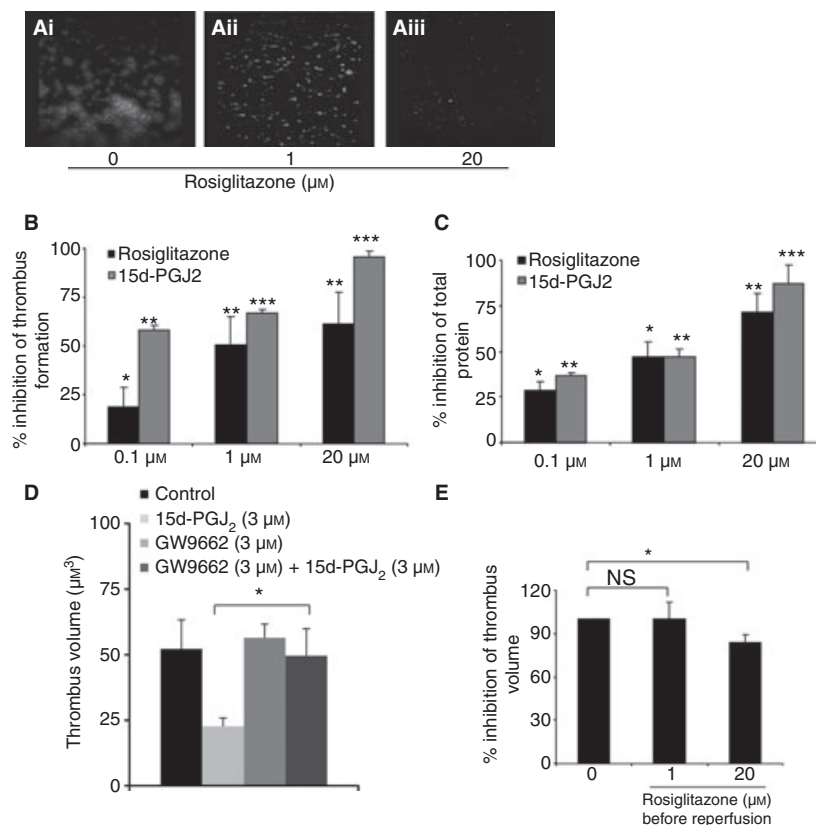 Ai Aii Aiii
0 1 20
Rosiglitazone (μM)
B
% inhibition of thrombus
formation
100
75
50
25
0
Rosiglitazone
15d-PGJ2
* ** ** *** ** ***
0.1 μM 1 μM 20 μM
C
% inhibition of total
protein
100
75
50
25
0
Rosiglitazone
15d-PGJ2
* ** * ** ** ***
0.1 μM 1 μM 20 μM
D
Thrombus volume (μM³)
100
75
50
25
0
Control
15d-PGJ₂ (3 μM)
GW9662 (3 μM)
GW9662 (3 μM) + 15d-PGJ₂ (3 μM)
*
E
% inhibition of thrombus
volume
120
90
60
30
0
*
NS
0 1 20
Rosiglitazone (μM)
before reperfusion